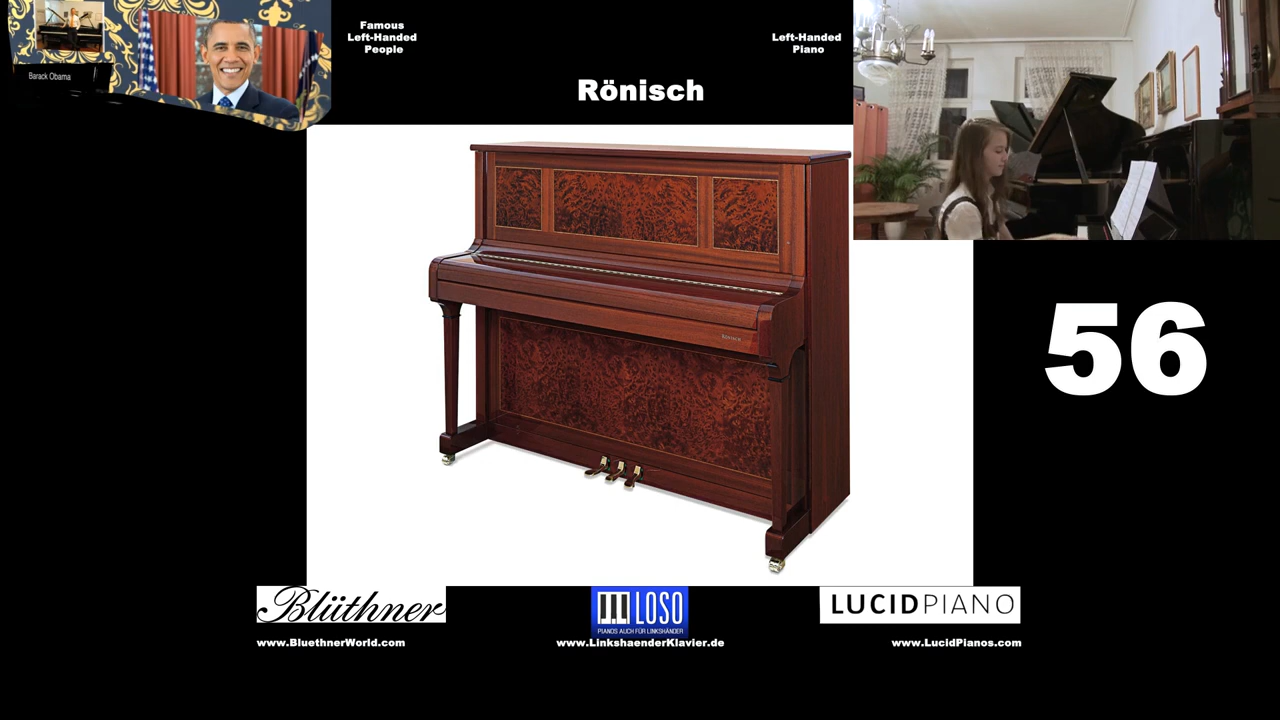 Famous
Left-Handed
People
Left-Handed
Piano
Barack Obama
Rönisch
RÖNISCH
56
Blüthner
LOSO
PIANOS AUCH FÜR LINKSHÄNDER
LUCIDPIANO
www.BluethnerWorld.com
www.LinkshaenderKlavier.de
www.LucidPianos.com